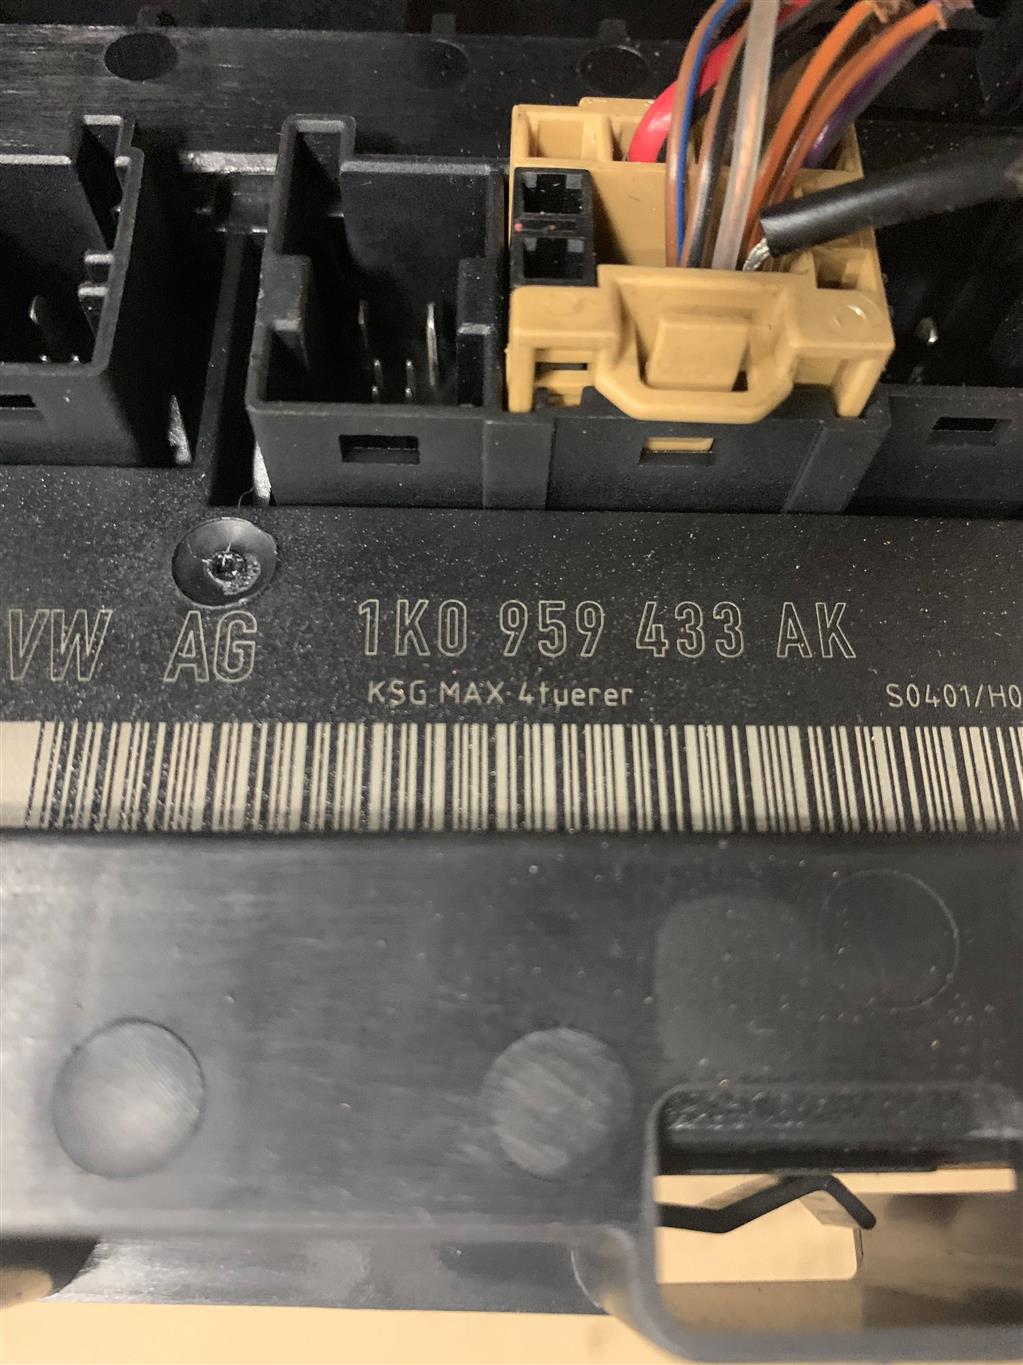 VW AG 1K0 959 433 AK
KSG MAX 4tuerer S0401/H0